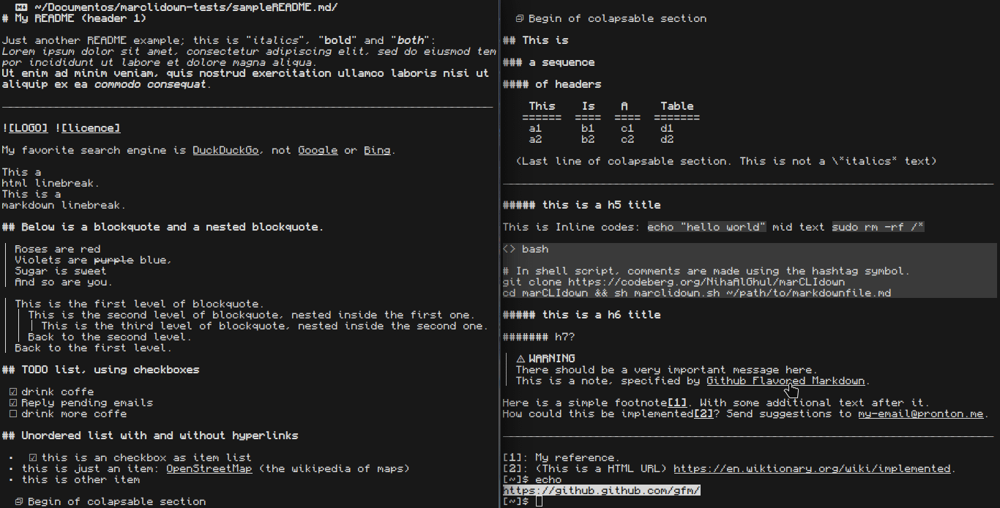 ~/Documentos/marclidown-tests/sampleREADME.md/
# My README (header 1)
Just another README example; this is "italics", "bold" and "both":
Lorem ipsum dolor sit amet, consectetur adipiscing elit, sed do eiusmod tem
por incididunt ut labore et dolore magna aliqua.
Ut enim ad minim veniam, quis nostrud exercitation ullamco laboris nisi ut
aliquip ex ea commodo consequat.
![LOGO] ![licence]
My favorite search engine is DuckDuckGo, not Google or Bing.
This a
html linebreak.
This is a
markdown linebreak.
## Below is a blockquote and a nested blockquote.
Roses are red
Violets are purple blue,
Sugar is sweet
And so are you.
This is the first level of blockquote.
This is the second level of blockquote, nested inside the first one.
This is the third level of blockquote, nested inside the second one.
Back to the second level.
Back to the first level.
## TODO list, using checkboxes
☑ drink coffe
☑ Reply pending emails
☐ drink more coffe
## Unordered list with and without hyperlinks
· ☑ this is an checkbox as item list
· this is just an item: OpenStreetMap (the wikipedia of maps)
· this is other item
Begin of colapsable section
Begin of colapsable section
## This is
### a sequence
#### of headers
This Is A Table
====== ==== ==== =======
a1 b1 c1 d1
a2 b2 c2 d2
(Last line of colapsable section. This is not a \*italics* text)
##### this is a h5 title
This is Inline codes: echo "hello world" mid text sudo rm -rf /*
<> bash
# In shell script, comments are made using the hashtag symbol.
git clone https://codeberg.org/NihaAlGhul/marCLIdown
cd marCLIdown && sh marclidown.sh ~/path/to/markdownfile.md
##### this is a h6 title
####### h7?
⚠ WARNING
There should be a very important message here.
This is a note, specified by Github Flavored Markdown.
Here is a simple footnote[1]. With some additional text after it.
How could this be implemented[2]? Send suggestions to my-email@pronton.me.
[1]: My reference.
[2]: (This is a HTML URL) https://en.wiktionary.org/wiki/implemented.
[~]$ echo
https://github.github.com/gfm/
[~]$